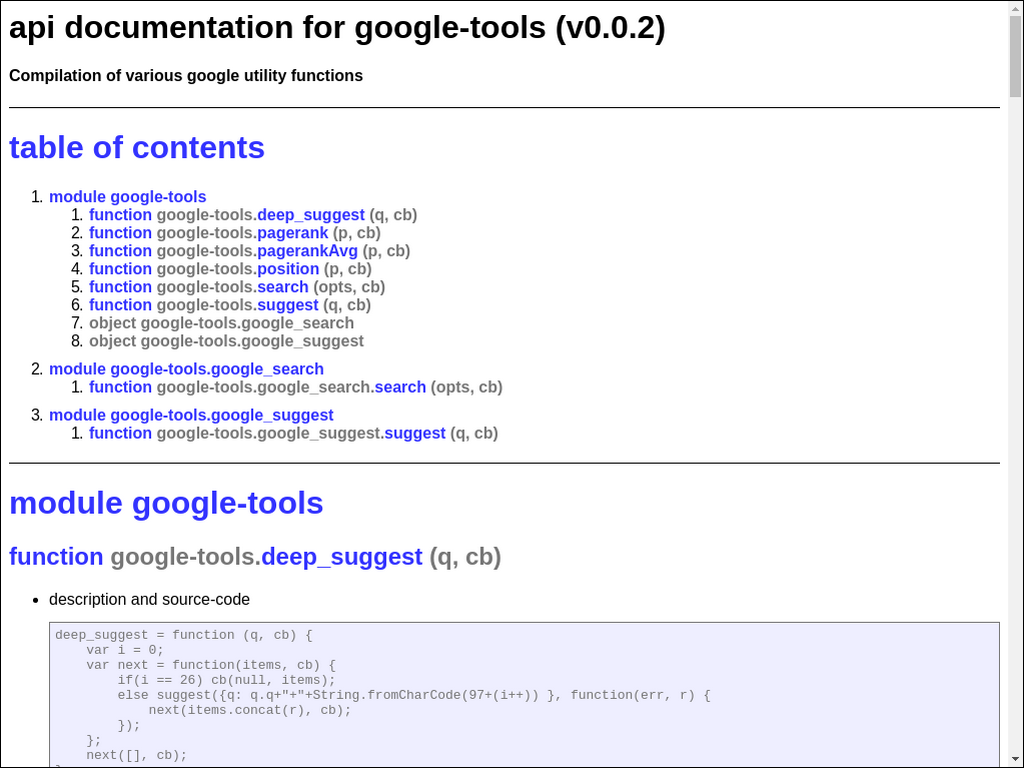 api documentation for google-tools (v0.0.2)
Compilation of various google utility functions
table of contents
1. module google-tools
1. function google-tools.deep_suggest (q, cb)
2. function google-tools.pagerank (p, cb)
3. function google-tools.pagerankAvg (p, cb)
4. function google-tools.position (p, cb)
5. function google-tools.search (opts, cb)
6. function google-tools.suggest (q, cb)
7. object google-tools.google_search
8. object google-tools.google_suggest
2. module google-tools.google_search
1. function google-tools.google_search.search (opts, cb)
3. module google-tools.google_suggest
1. function google-tools.google_suggest.suggest (q, cb)
module google-tools
function google-tools.deep_suggest (q, cb)
• description and source-code
deep_suggest = function (q, cb) {
    var i = 0;
    var next = function(items, cb) {
        if(i == 26) cb(null, items);
        else suggest({q: q.q+"+"+String.fromCharCode(97+(i++)) }, function(err, r) {
            next(items.concat(r), cb);
        });
    };
    next([], cb);